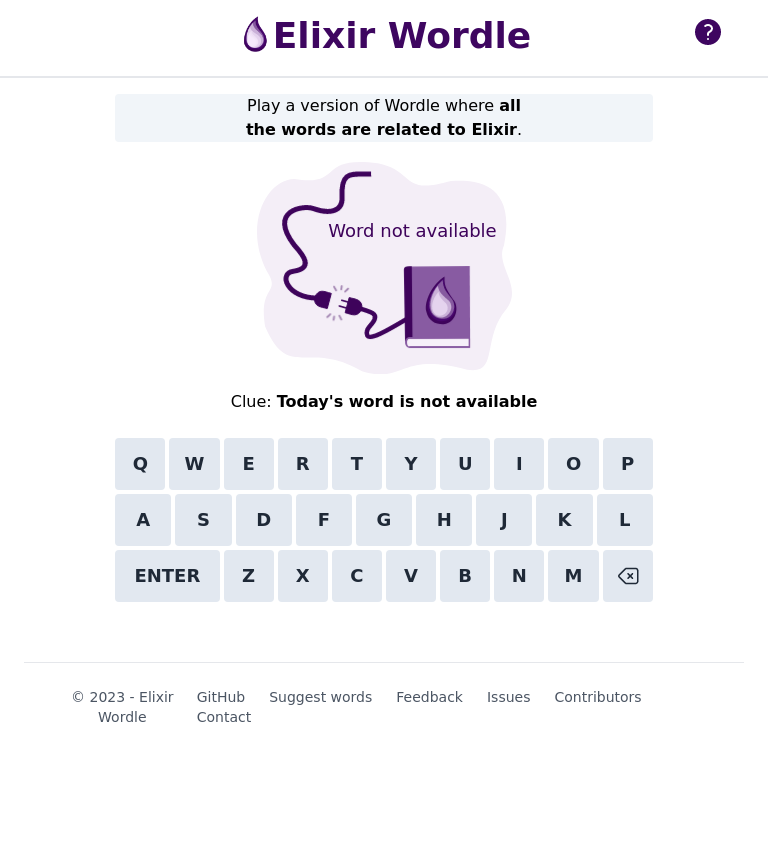 Elixir Wordle
?
Play a version of Wordle where all
the words are related to Elixir.
Word not available
Clue: Today's word is not available
Q W E R T Y U I O P
A S D F G H J K L
ENTER Z X C V B N M
© 2023 - Elixir Wordle
GitHub Suggest words Feedback Issues Contributors
Contact